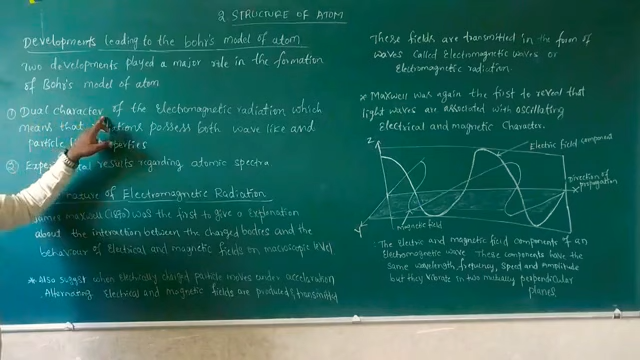 2. STRUCTURE OF ATOM
Developments leading to the bohr's model of atom
Two developments played a major role in the formation
of Bohr's model of atom
① Dual character of the Electromagnetic radiation which
means that possess both wave like and
particle
② results regarding atomic spectra
nature of Electromagnetic Radiation
James maxwell (1870) was the first to give a Explanation
about the interaction between the charged bodies and the
behaviour of Electrical and magnetic fields on macroscopic level
* Also suggest when electrically charged particle moves under acceleration
Alternating Electrical and magnetic fields are produced & transmitted
These fields are transmitted in the form of
waves called Electromagnetic waves or
Electromagnetic radiation.
* Maxwell was again the first to reveal that
light waves are associated with oscillating
Electrical and magnetic Character.
Z
Electric field component
Direction of
propagation
X
Y
magnetic field
: The Electric and magnetic field components of an
Electromagnetic wave. These components have the
same wavelength, frequency, speed and amplitude
but they vibrate in two mutually perpendicular
planes